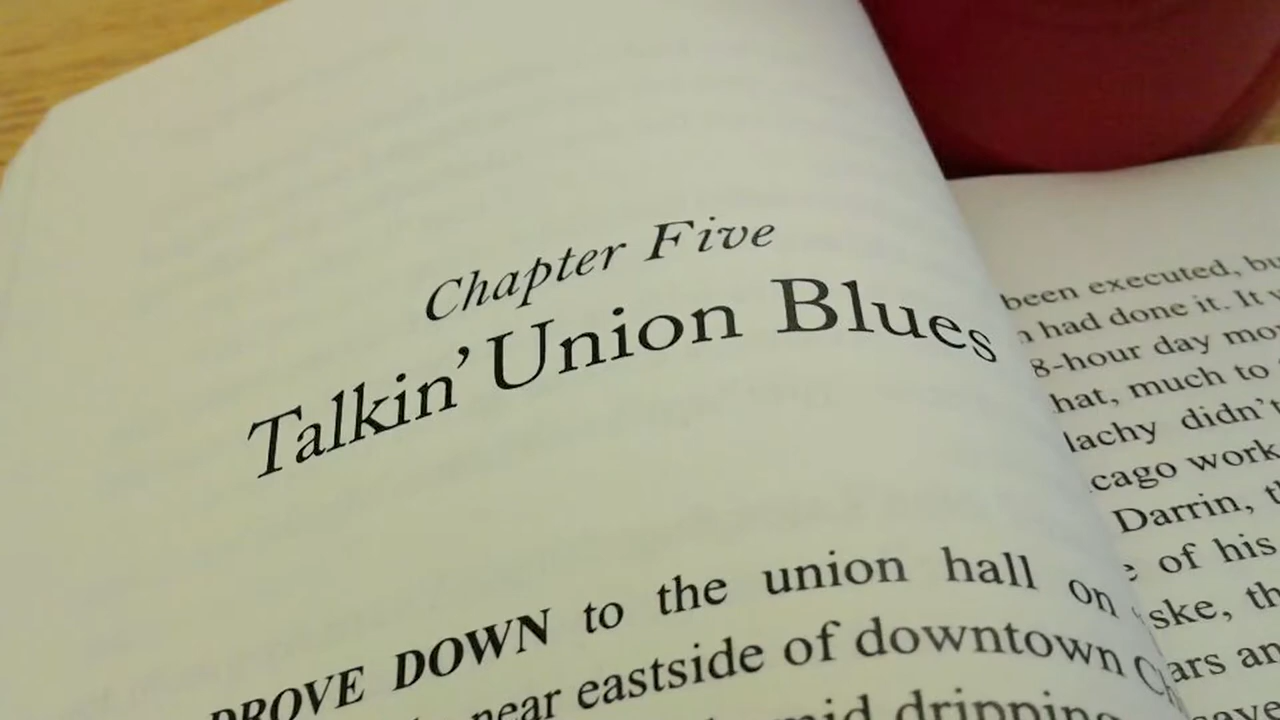 Chapter Five
Talkin' Union Blues
DROVE DOWN to the union hall on
near eastside of downtown
dripping
been executed,
had done it. It
8-hour day
hat, much to
lachy didn't
cago work
Darrin,
of his
ske,
ars an